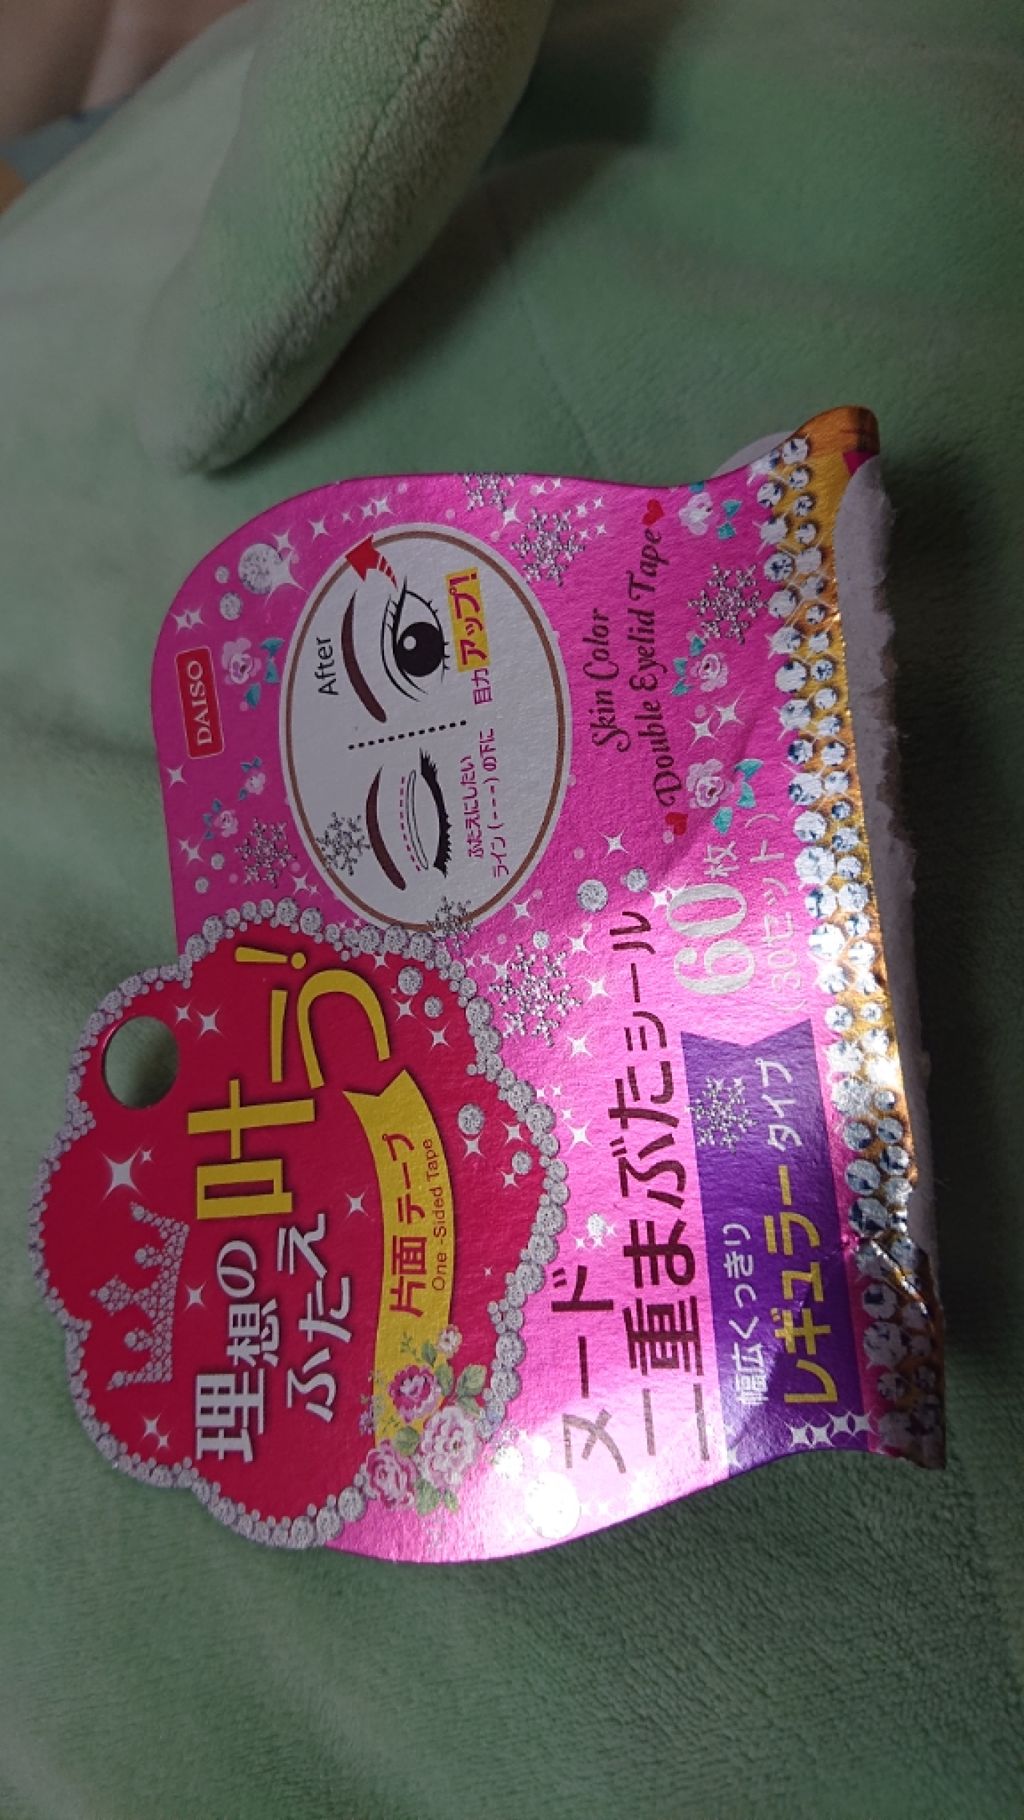 理想の
ふたえ
叶う!
片面テープ
One-Sided Tape
DAISO
After
ふたえにしたい
ライン(---)の下に
目力アップ!
ヌード
二重まぶたシール
Skin Color
Double Eyelid Tape
幅広くっきり
レギュラータイプ
60枚
(30セット)